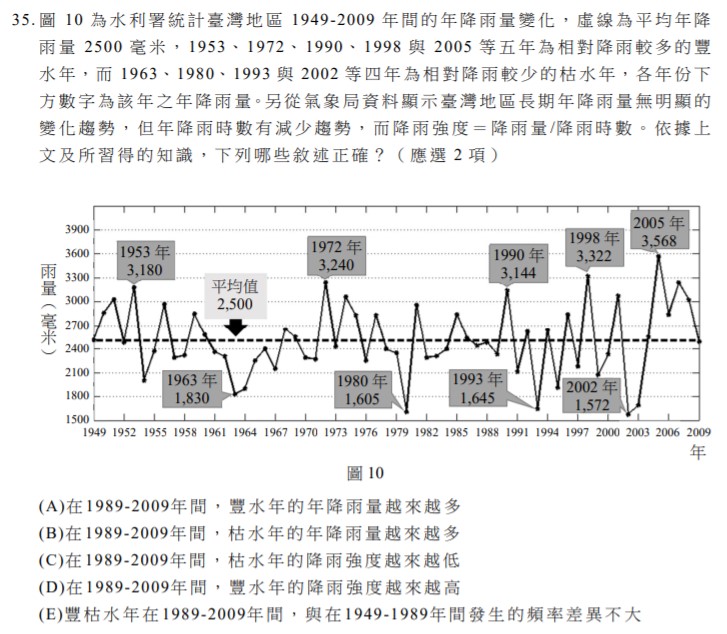 35.圖 10 為水利署統計臺灣地區 1949-2009 年間的年降雨量變化，虛線為平均年降
雨量 2500 毫米，1953、1972、1990、1998 與 2005 等五年為相對降雨較多的豐
水年，而 1963、1980、1993 與 2002 等四年為相對降雨較少的枯水年，各年份下
方數字為該年之年降雨量。另從氣象局資料顯示臺灣地區長期年降雨量無明顯的
變化趨勢，但年降雨時數有減少趨勢，而降雨強度＝降雨量/降雨時數。依據上
文及所習得的知識，下列哪些敘述正確？（應選 2 項）
雨量（毫米）
3900
3600
3300
3000
2700
2400
2100
1800
1500
1953 年
3,180
平均值
2,500
1963 年
1,830
1972 年
3,240
1980 年
1,605
1990 年
3,144
1993 年
1,645
1998 年
3,322
2002 年
1,572
2005 年
3,568
1949 1952 1955 1958 1961 1964 1967 1970 1973 1976 1979 1982 1985 1988 1991 1994 1997 2000 2003 2006 2009
年
圖 10
(A)在1989-2009年間，豐水年的年降雨量越來越多
(B)在1989-2009年間，枯水年的年降雨量越來越多
(C)在1989-2009年間，枯水年的降雨強度越來越低
(D)在1989-2009年間，豐水年的降雨強度越來越高
(E)豐枯水年在1989-2009年間，與在1949-1989年間發生的頻率差異不大